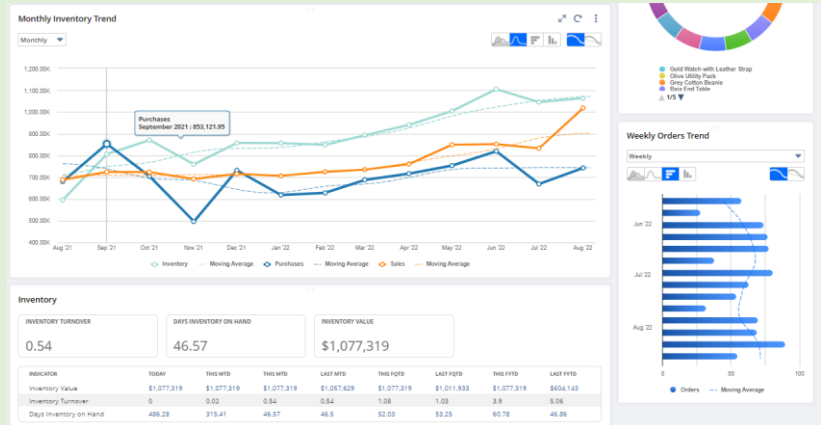 Monthly Inventory Trend
Monthly
1,200.00K
1,100.00K
1,000.00K
900.00K
800.00K
700.00K
600.00K
500.00K
400.00K
Purchases
September 2021 : 853,121.95
Aug '21 Sep '21 Oct '21 Nov '21 Dec '21 Jan '22 Feb '22 Mar '22 Apr '22 May '22 Jun '22 Jul '22 Aug '22
Inventory Moving Average Purchases Moving Average Sales Moving Average
Gold Watch with Leather Strap
Olive Utility Pack
Grey Cotton Beanie
Baja End Table
1/5
Weekly Orders Trend
Weekly
Jun '22
Jul '22
Aug '22
0 50 100
Orders Moving Average
Inventory
INVENTORY TURNOVER
0.54
DAYS INVENTORY ON HAND
46.57
INVENTORY VALUE
$1,077,319
INDICATOR TODAY THIS WTD THIS MTD LAST MTD THIS FQTD LAST FQTD THIS FYTD LAST FYTD
Inventory Value $1,077,319 $1,077,319 $1,077,319 $1,057,629 $1,077,319 $1,011,933 $1,077,319 $604,143
Inventory Turnover 0 0.02 0.54 0.54 1.08 1.03 3.9 5.06
Days Inventory on Hand 486.28 315.41 46.57 46.5 52.03 53.25 60.78 46.86